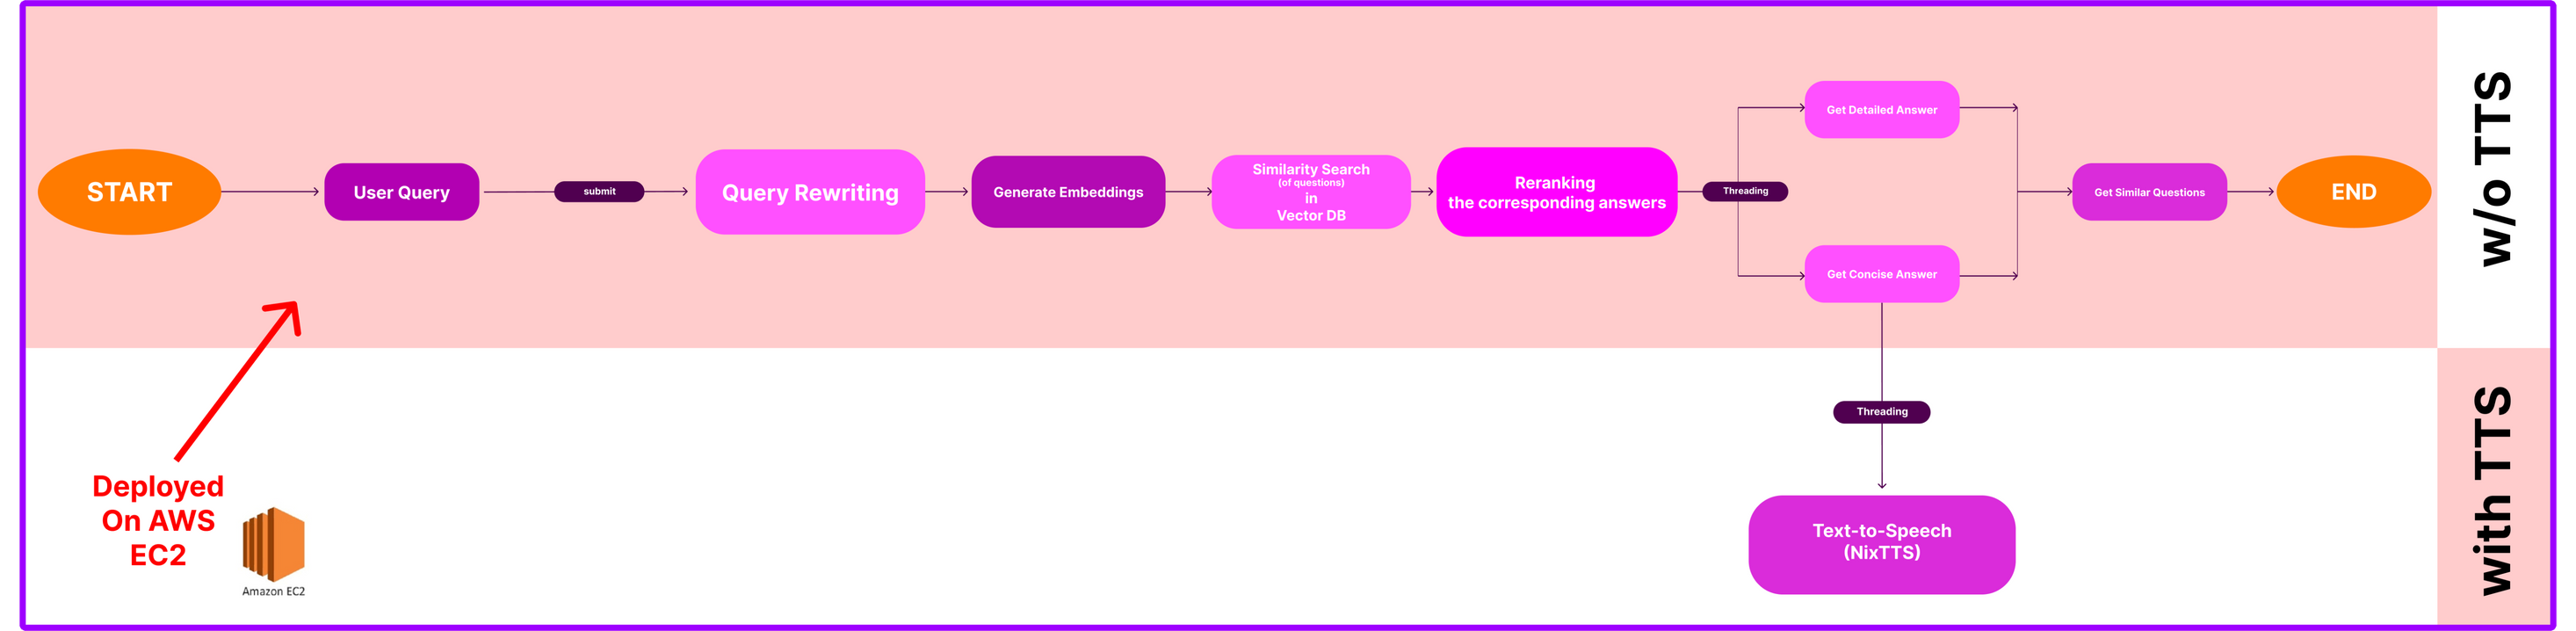 START
User Query
submit
Query Rewriting
Generate Embeddings
Similarity Search
(of questions)
in
Vector DB
Reranking
the corresponding answers
Threading
Get Detailed Answer
Get Concise Answer
Get Similar Questions
END
w/o TTS
Threading
Text-to-Speech
(NixTTS)
with TTS
Deployed
On AWS
EC2
Amazon EC2